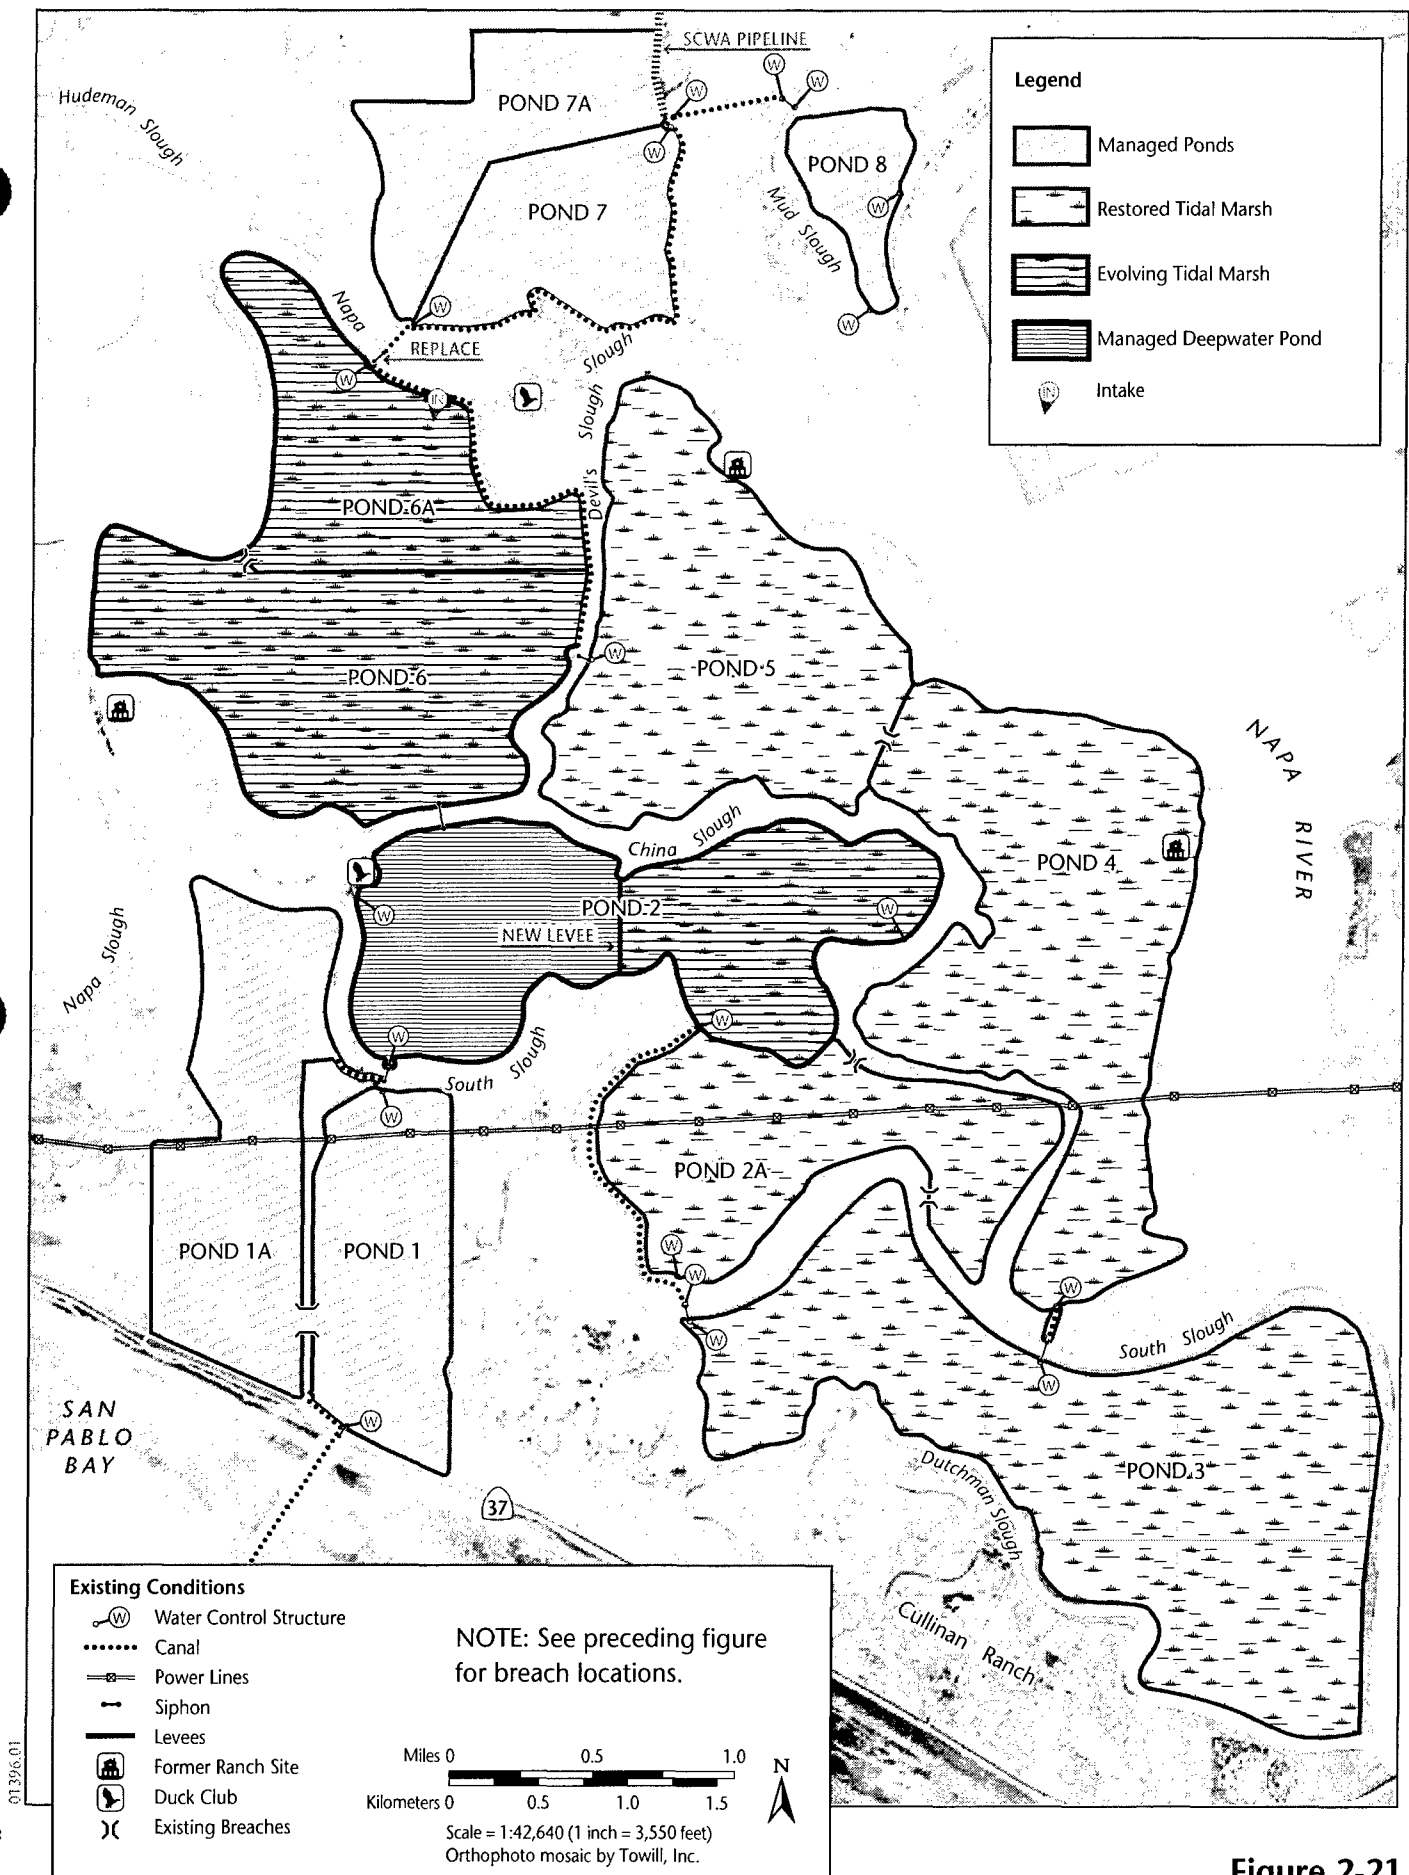 SCWA PIPELINE
W
W
W
W
Hudeman Slough
POND 7A
POND 8
POND 7
W
Mud Slough
W
W
Napa
REPLACE
W
IN
Slough
Devil's Slough
POND 6A
POND 6
W
POND 5
NAPA RIVER
China Slough
POND 4
POND 2
W
W
NEW LEVEE
Napa Slough
W
W
South Slough
W
POND 2A
POND 1A
POND 1
W
W
W
W
W
South Slough
SAN
PABLO
BAY
W
Dutchman Slough
POND 3
37
Cullinan Ranch
Legend
Managed Ponds
Restored Tidal Marsh
Evolving Tidal Marsh
Managed Deepwater Pond
IN Intake
Existing Conditions
W Water Control Structure
Canal
Power Lines
Siphon
Levees
Former Ranch Site
Duck Club
Existing Breaches
NOTE: See preceding figure
for breach locations.
Miles 0 0.5 1.0
Kilometers 0 0.5 1.0 1.5
N
Scale = 1:42,640 (1 inch = 3,550 feet)
Orthophoto mosaic by Towill, Inc.
01396.01
Figure 2-21